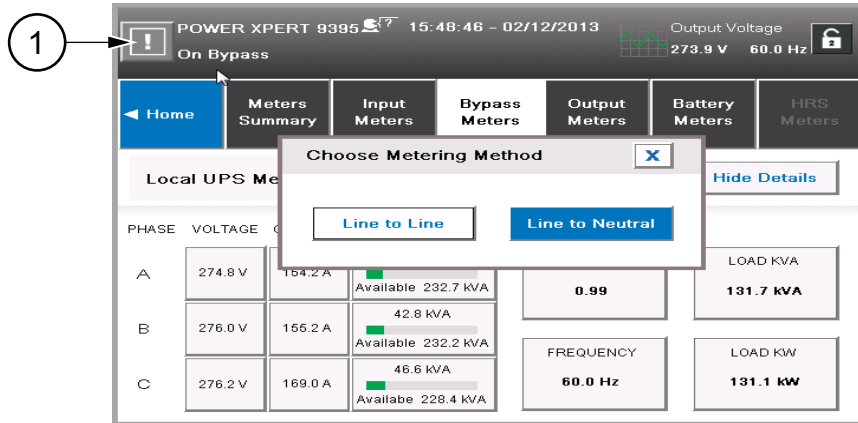 1
POWER XPERT 9395 ? 15:48:46 - 02/12/2013
On Bypass
Output Voltage
273.9 V 60.0 Hz
2
! 
◄ Home
Meters
Summary
Input
Meters
Bypass
Meters
Output
Meters
Battery
Meters
HRS
Meters
Choose Metering Method X
Local UPS Me
Hide Details
Line to Line
Line to Neutral
PHASE VOLTAGE
A
274.8 V
154.2 A
Available 232.7 kVA
0.99
LOAD KVA
131.7 kVA
B
276.0 V
155.2 A
42.8 kVA
Available 232.2 kVA
C
276.2 V
169.0 A
46.6 kVA
Availabe 228.4 kVA
FREQUENCY
60.0 Hz
LOAD KW
131.1 kW